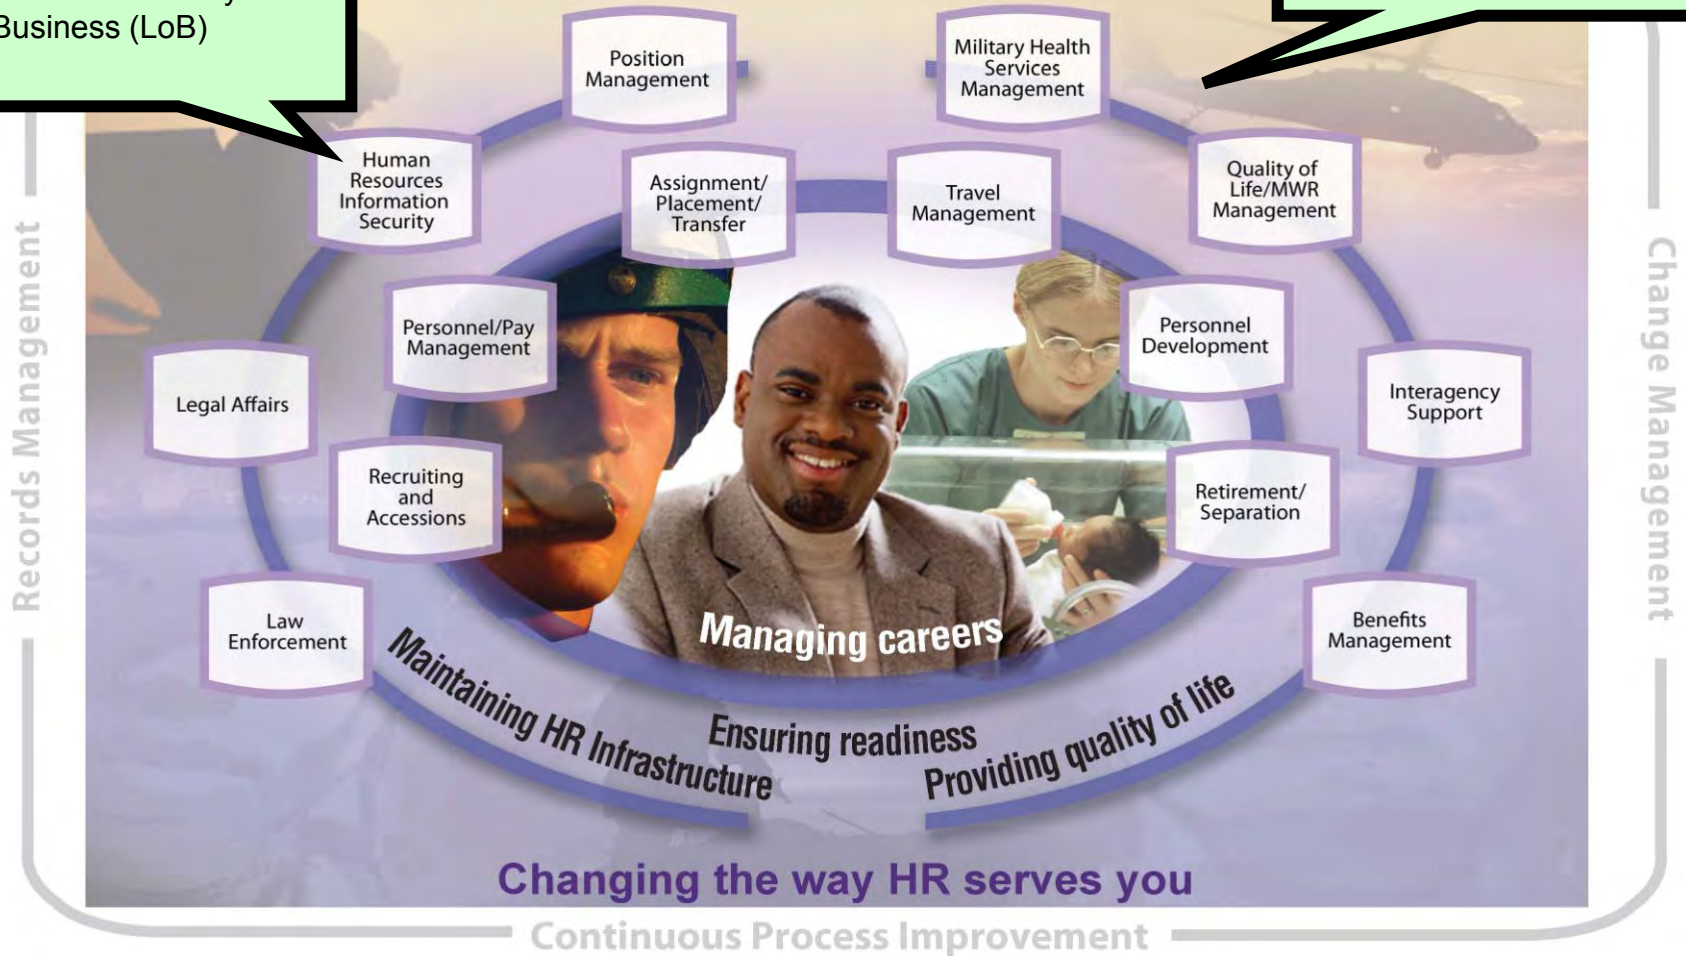 Business (LoB)
Position
Management
Military Health
Services
Management
Human
Resources
Information
Security
Assignment/
Placement/
Transfer
Travel
Management
Quality of
Life/MWR
Management
Personnel/Pay
Management
Personnel
Development
Legal Affairs
Interagency
Support
Recruiting
and
Accessions
Retirement/
Separation
Law
Enforcement
Benefits
Management
Managing careers
Maintaining HR Infrastructure
Ensuring readiness
Providing quality of life
Changing the way HR serves you
Records Management
Change Management
Continuous Process Improvement